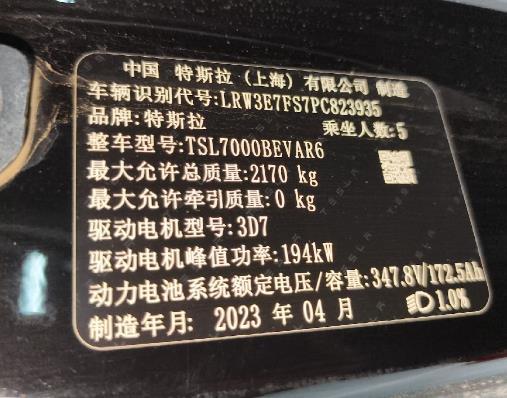 中国 特斯拉（上海）有限公司 制造
车辆识别代号:LRW3E7FS7PC823935
品牌:特斯拉 乘坐人数:5
整车型号:TSL7000BEVAR6
最大允许总质量:2170 kg
最大允许牵引质量:0 kg
驱动电机型号:3D7
驱动电机峰值功率:194kW
动力电池系统额定电压/容量:347.8V/172.5Ah
制造年月: 2023 年 04 月 1.0%